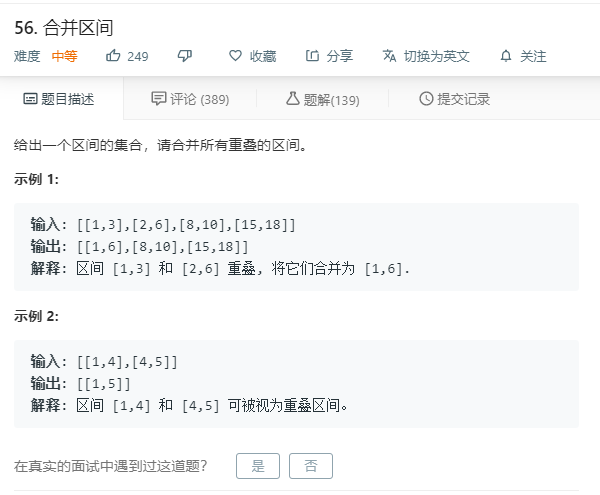 56. 合并区间
难度 中等 249 收藏 分享 切换为英文 关注
题目描述 评论 (389) 题解(139) 提交记录
给出一个区间的集合，请合并所有重叠的区间。
示例 1:
输入: [[1,3],[2,6],[8,10],[15,18]]
输出: [[1,6],[8,10],[15,18]]
解释: 区间 [1,3] 和 [2,6] 重叠, 将它们合并为 [1,6].
示例 2:
输入: [[1,4],[4,5]]
输出: [[1,5]]
解释: 区间 [1,4] 和 [4,5] 可被视为重叠区间。
在真实的面试中遇到过这道题？ 是 否